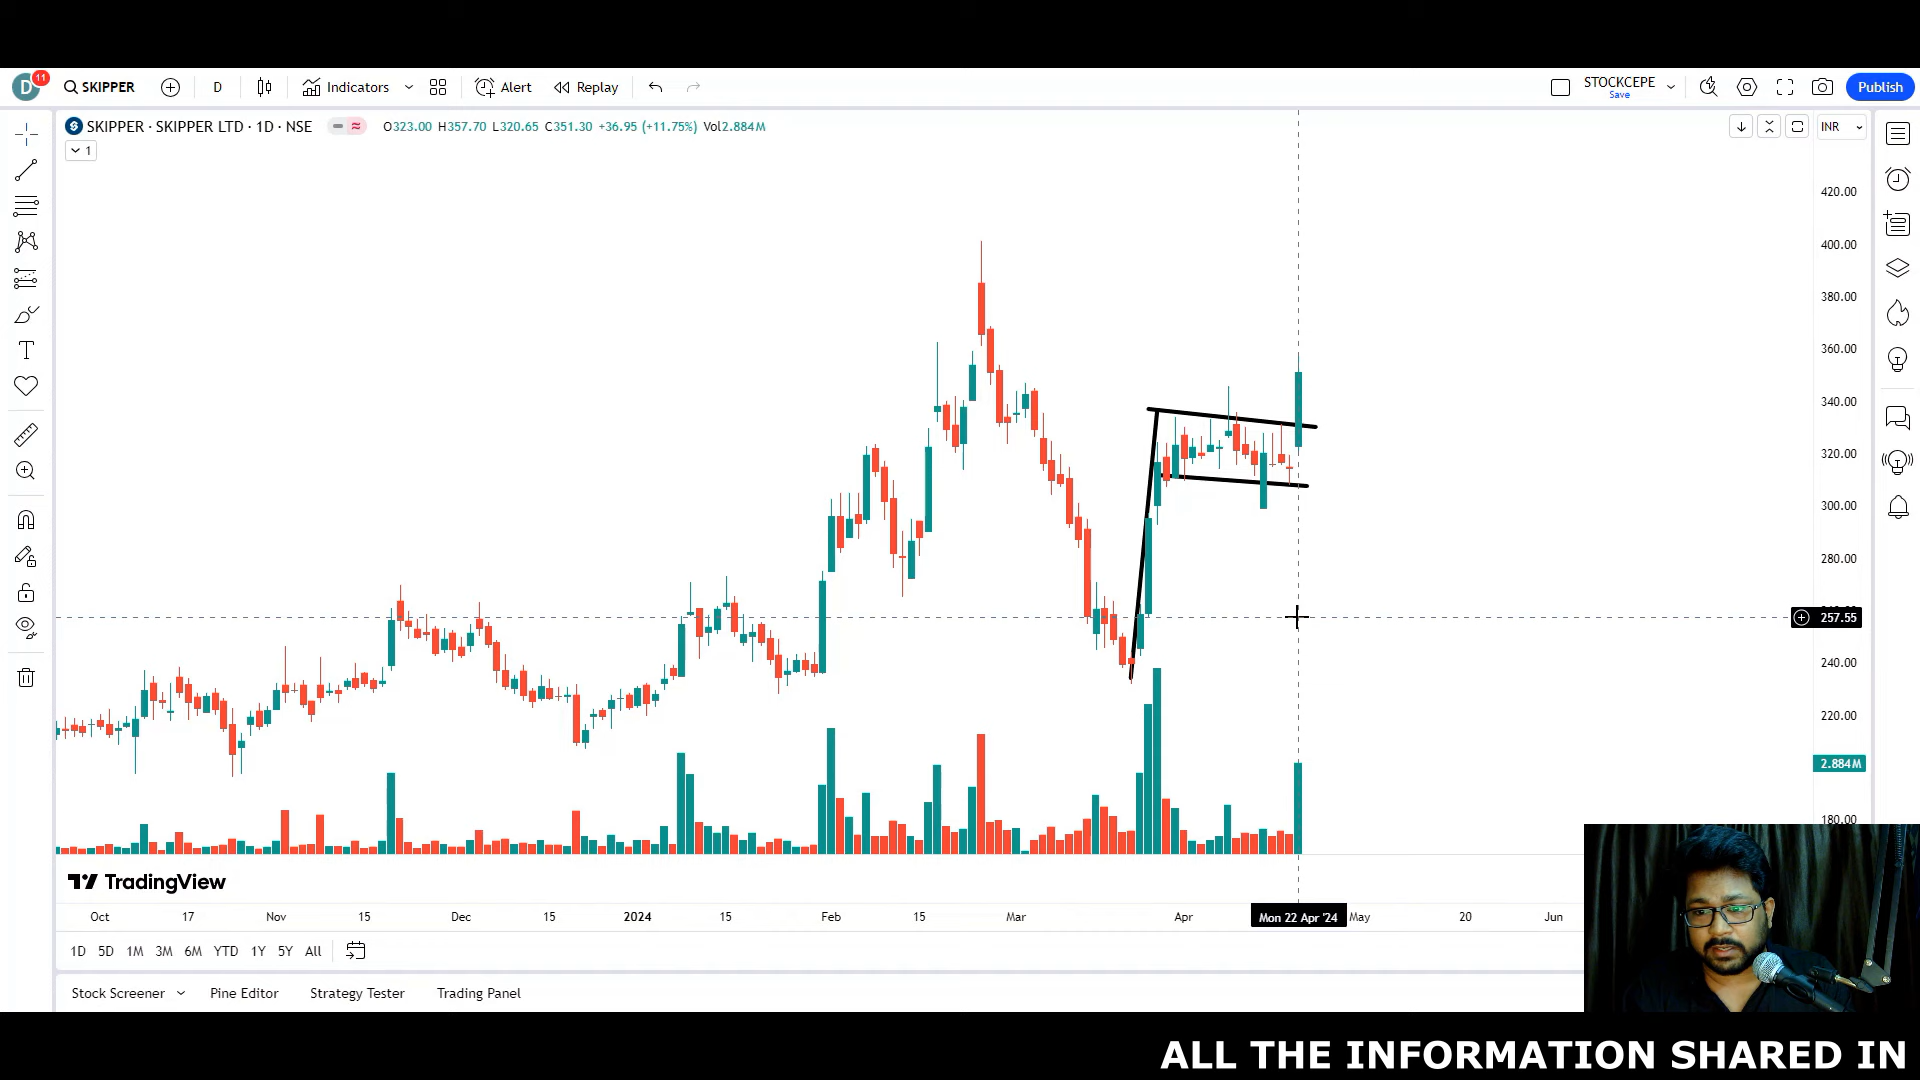 D 11 SKIPPER D Indicators Alert Replay STOCKCEPE Save Publish
SKIPPER · SKIPPER LTD · 1D · NSE O323.00 H357.70 L320.65 C351.30 +36.95 (+11.75%) Vol2.884M INR
1
420.00
400.00
380.00
360.00
340.00
320.00
300.00
280.00
257.55
240.00
220.00
2.884M
180.00
TradingView
Oct 17 Nov 15 Dec 15 2024 15 Feb 15 Mar Apr Mon 22 Apr '24 May 20 Jun
1D 5D 1M 3M 6M YTD 1Y 5Y All
Stock Screener Pine Editor Strategy Tester Trading Panel
ALL THE INFORMATION SHARED IN